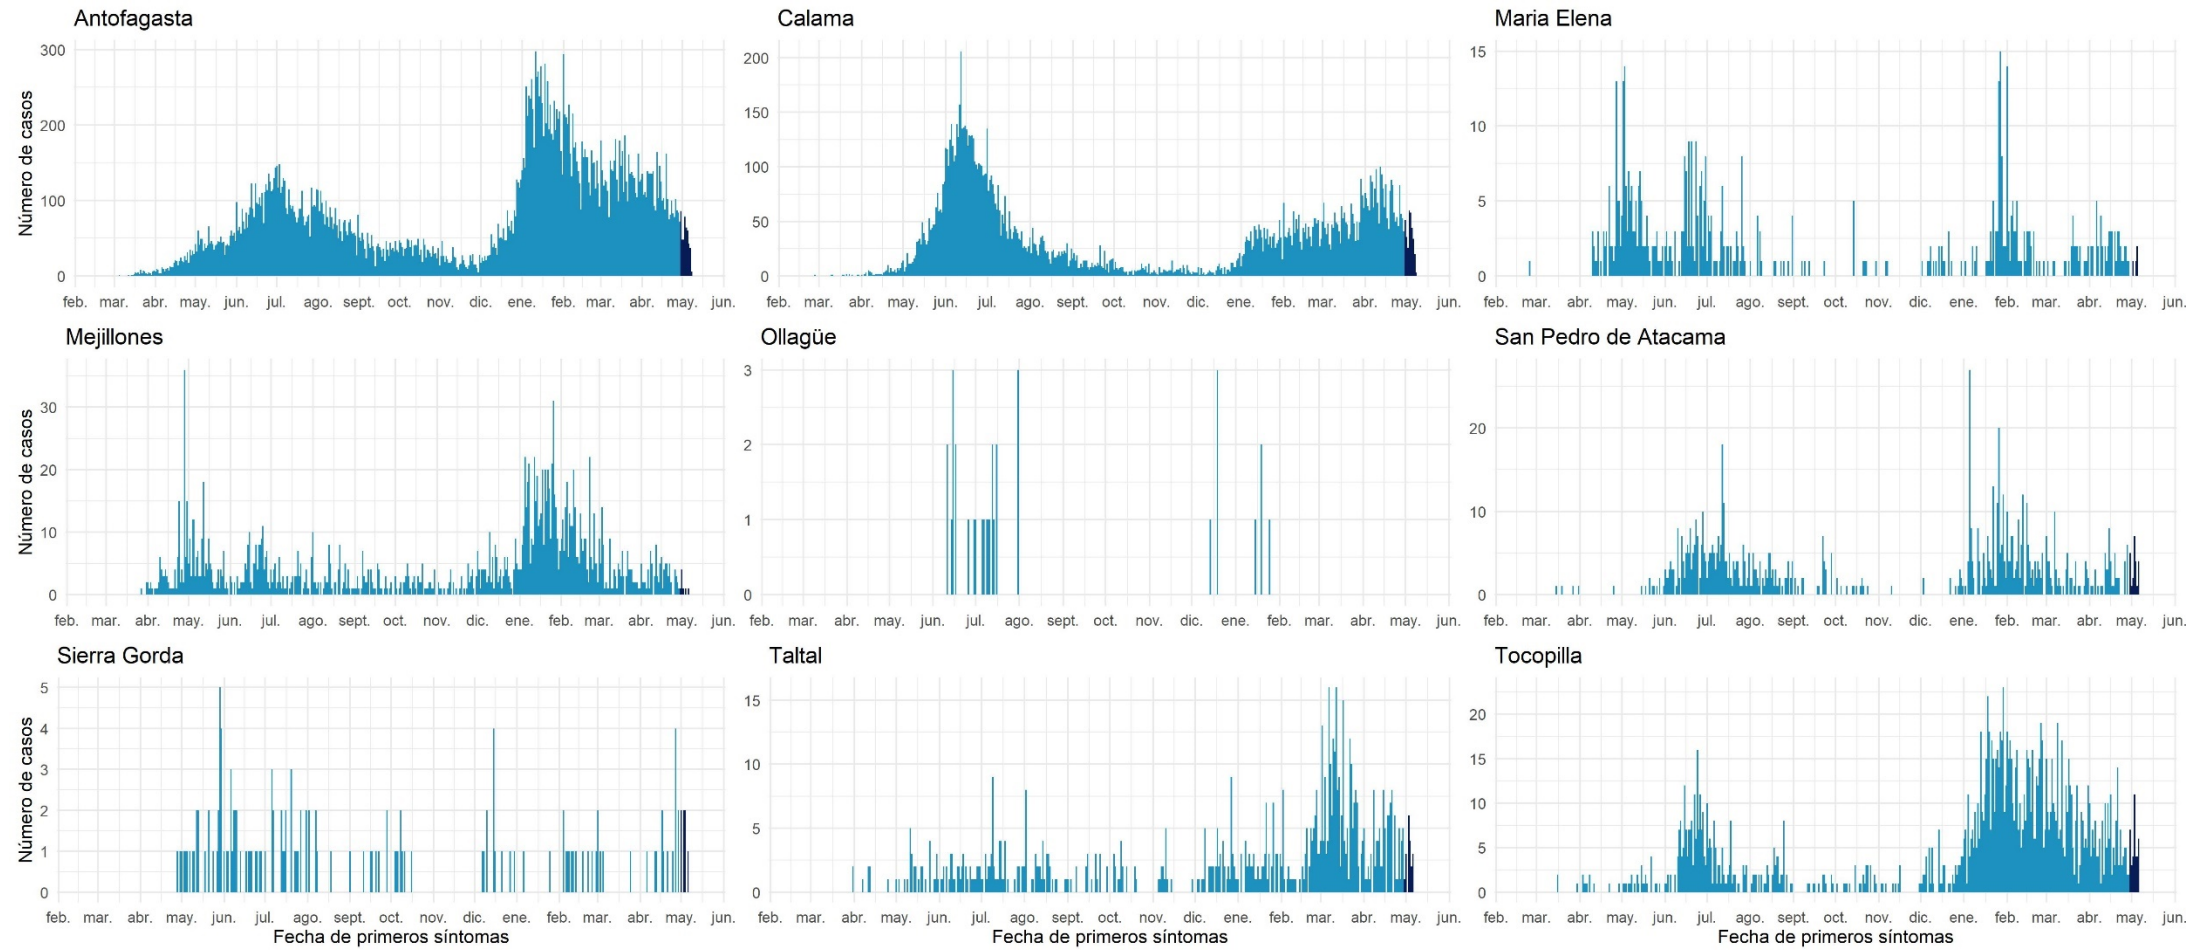 Antofagasta
Calama
Maria Elena
Número de casos
300
200
100
0
200
150
100
50
0
15
10
5
0
feb. mar. abr. may. jun. jul. ago. sept. oct. nov. dic. ene. feb. mar. abr. may. jun.
feb. mar. abr. may. jun. jul. ago. sept. oct. nov. dic. ene. feb. mar. abr. may. jun.
feb. mar. abr. may. jun. jul. ago. sept. oct. nov. dic. ene. feb. mar. abr. may. jun.
Mejillones
Ollagüe
San Pedro de Atacama
Número de casos
30
20
10
0
3
2
1
0
20
10
0
feb. mar. abr. may. jun. jul. ago. sept. oct. nov. dic. ene. feb. mar. abr. may. jun.
feb. mar. abr. may. jun. jul. ago. sept. oct. nov. dic. ene. feb. mar. abr. may. jun.
feb. mar. abr. may. jun. jul. ago. sept. oct. nov. dic. ene. feb. mar. abr. may. jun.
Sierra Gorda
Taltal
Tocopilla
Número de casos
5
4
3
2
1
0
15
10
5
0
20
15
10
5
0
feb. mar. abr. may. jun. jul. ago. sept. oct. nov. dic. ene. feb. mar. abr. may. jun.
feb. mar. abr. may. jun. jul. ago. sept. oct. nov. dic. ene. feb. mar. abr. may. jun.
feb. mar. abr. may. jun. jul. ago. sept. oct. nov. dic. ene. feb. mar. abr. may. jun.
Fecha de primeros síntomas
Fecha de primeros síntomas
Fecha de primeros síntomas